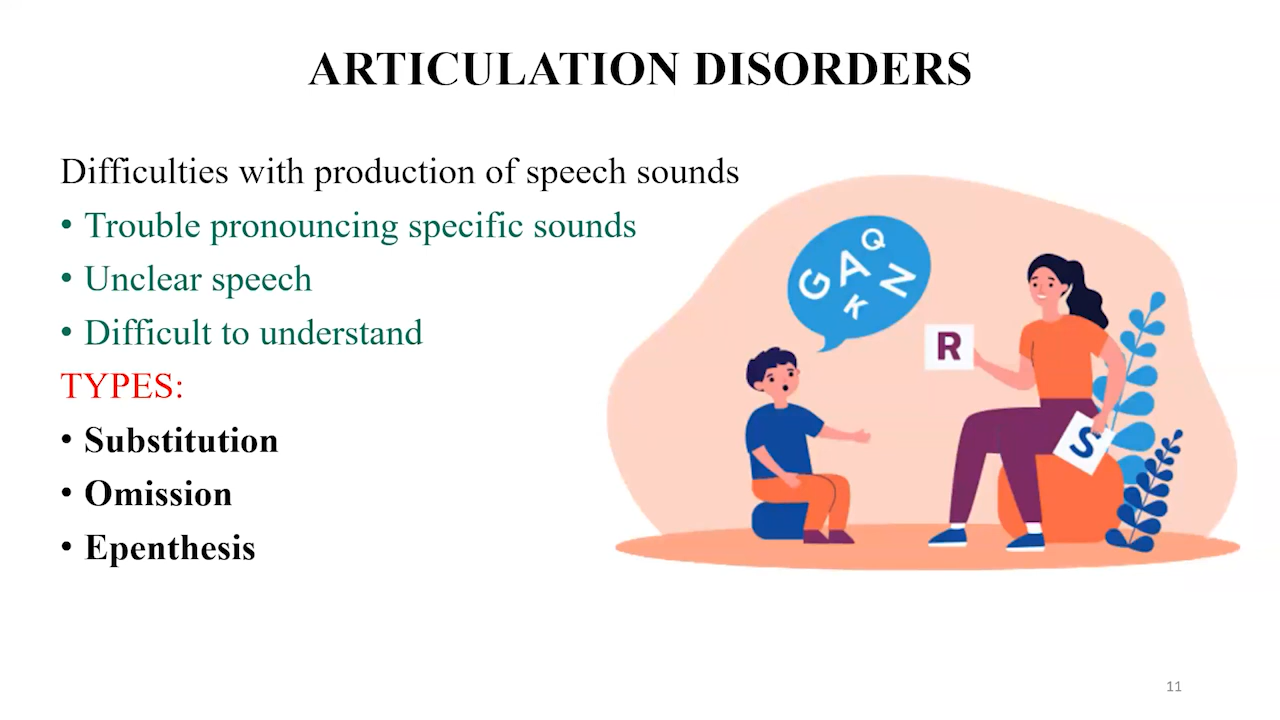 ARTICULATION DISORDERS
Difficulties with production of speech sounds
• Trouble pronouncing specific sounds
• Unclear speech
• Difficult to understand
TYPES:
• Substitution
• Omission
• Epenthesis
G A Q
K N
R
S
11